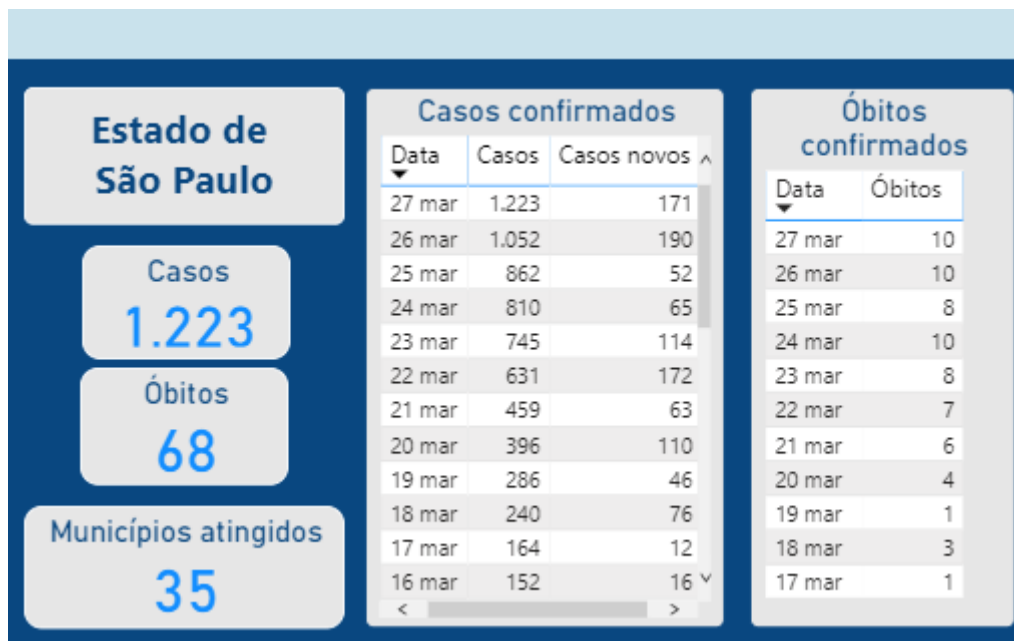 Estado de
São Paulo
Casos
1.223
Óbitos
68
Municípios atingidos
35
Casos confirmados
Data Casos Casos novos
27 mar 1.223 171
26 mar 1.052 190
25 mar 862 52
24 mar 810 65
23 mar 745 114
22 mar 631 172
21 mar 459 63
20 mar 396 110
19 mar 286 46
18 mar 240 76
17 mar 164 12
16 mar 152 16
Óbitos
confirmados
Data Óbitos
27 mar 10
26 mar 10
25 mar 8
24 mar 10
23 mar 8
22 mar 7
21 mar 6
20 mar 4
19 mar 1
18 mar 3
17 mar 1